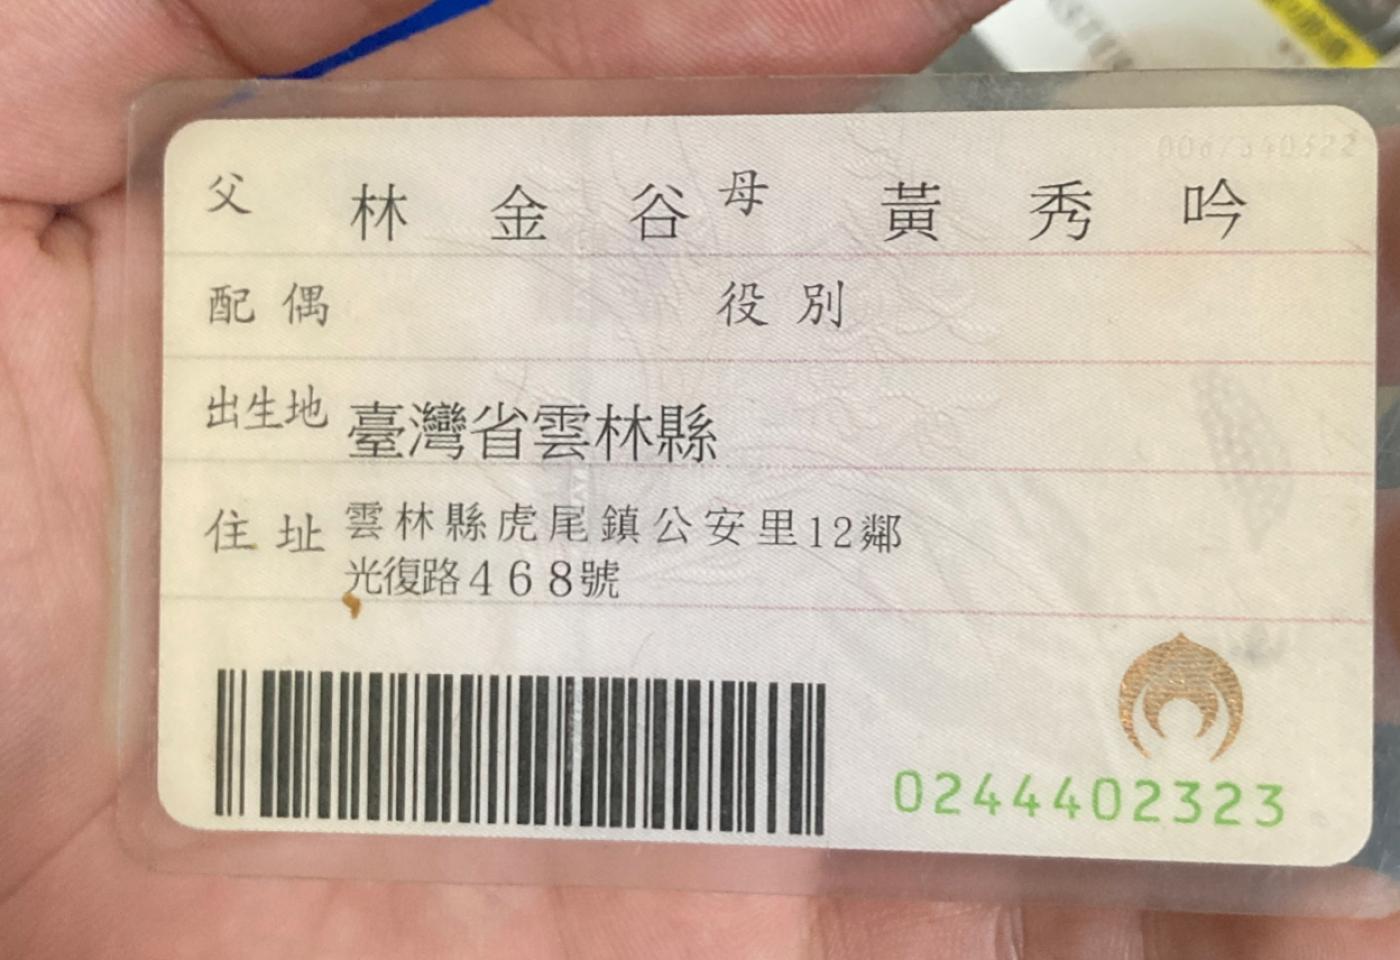 父 林金谷 母 黃秀吟
配偶 役別
出生地 臺灣省雲林縣
住址 雲林縣虎尾鎮公安里12鄰
光復路468號
0244402323